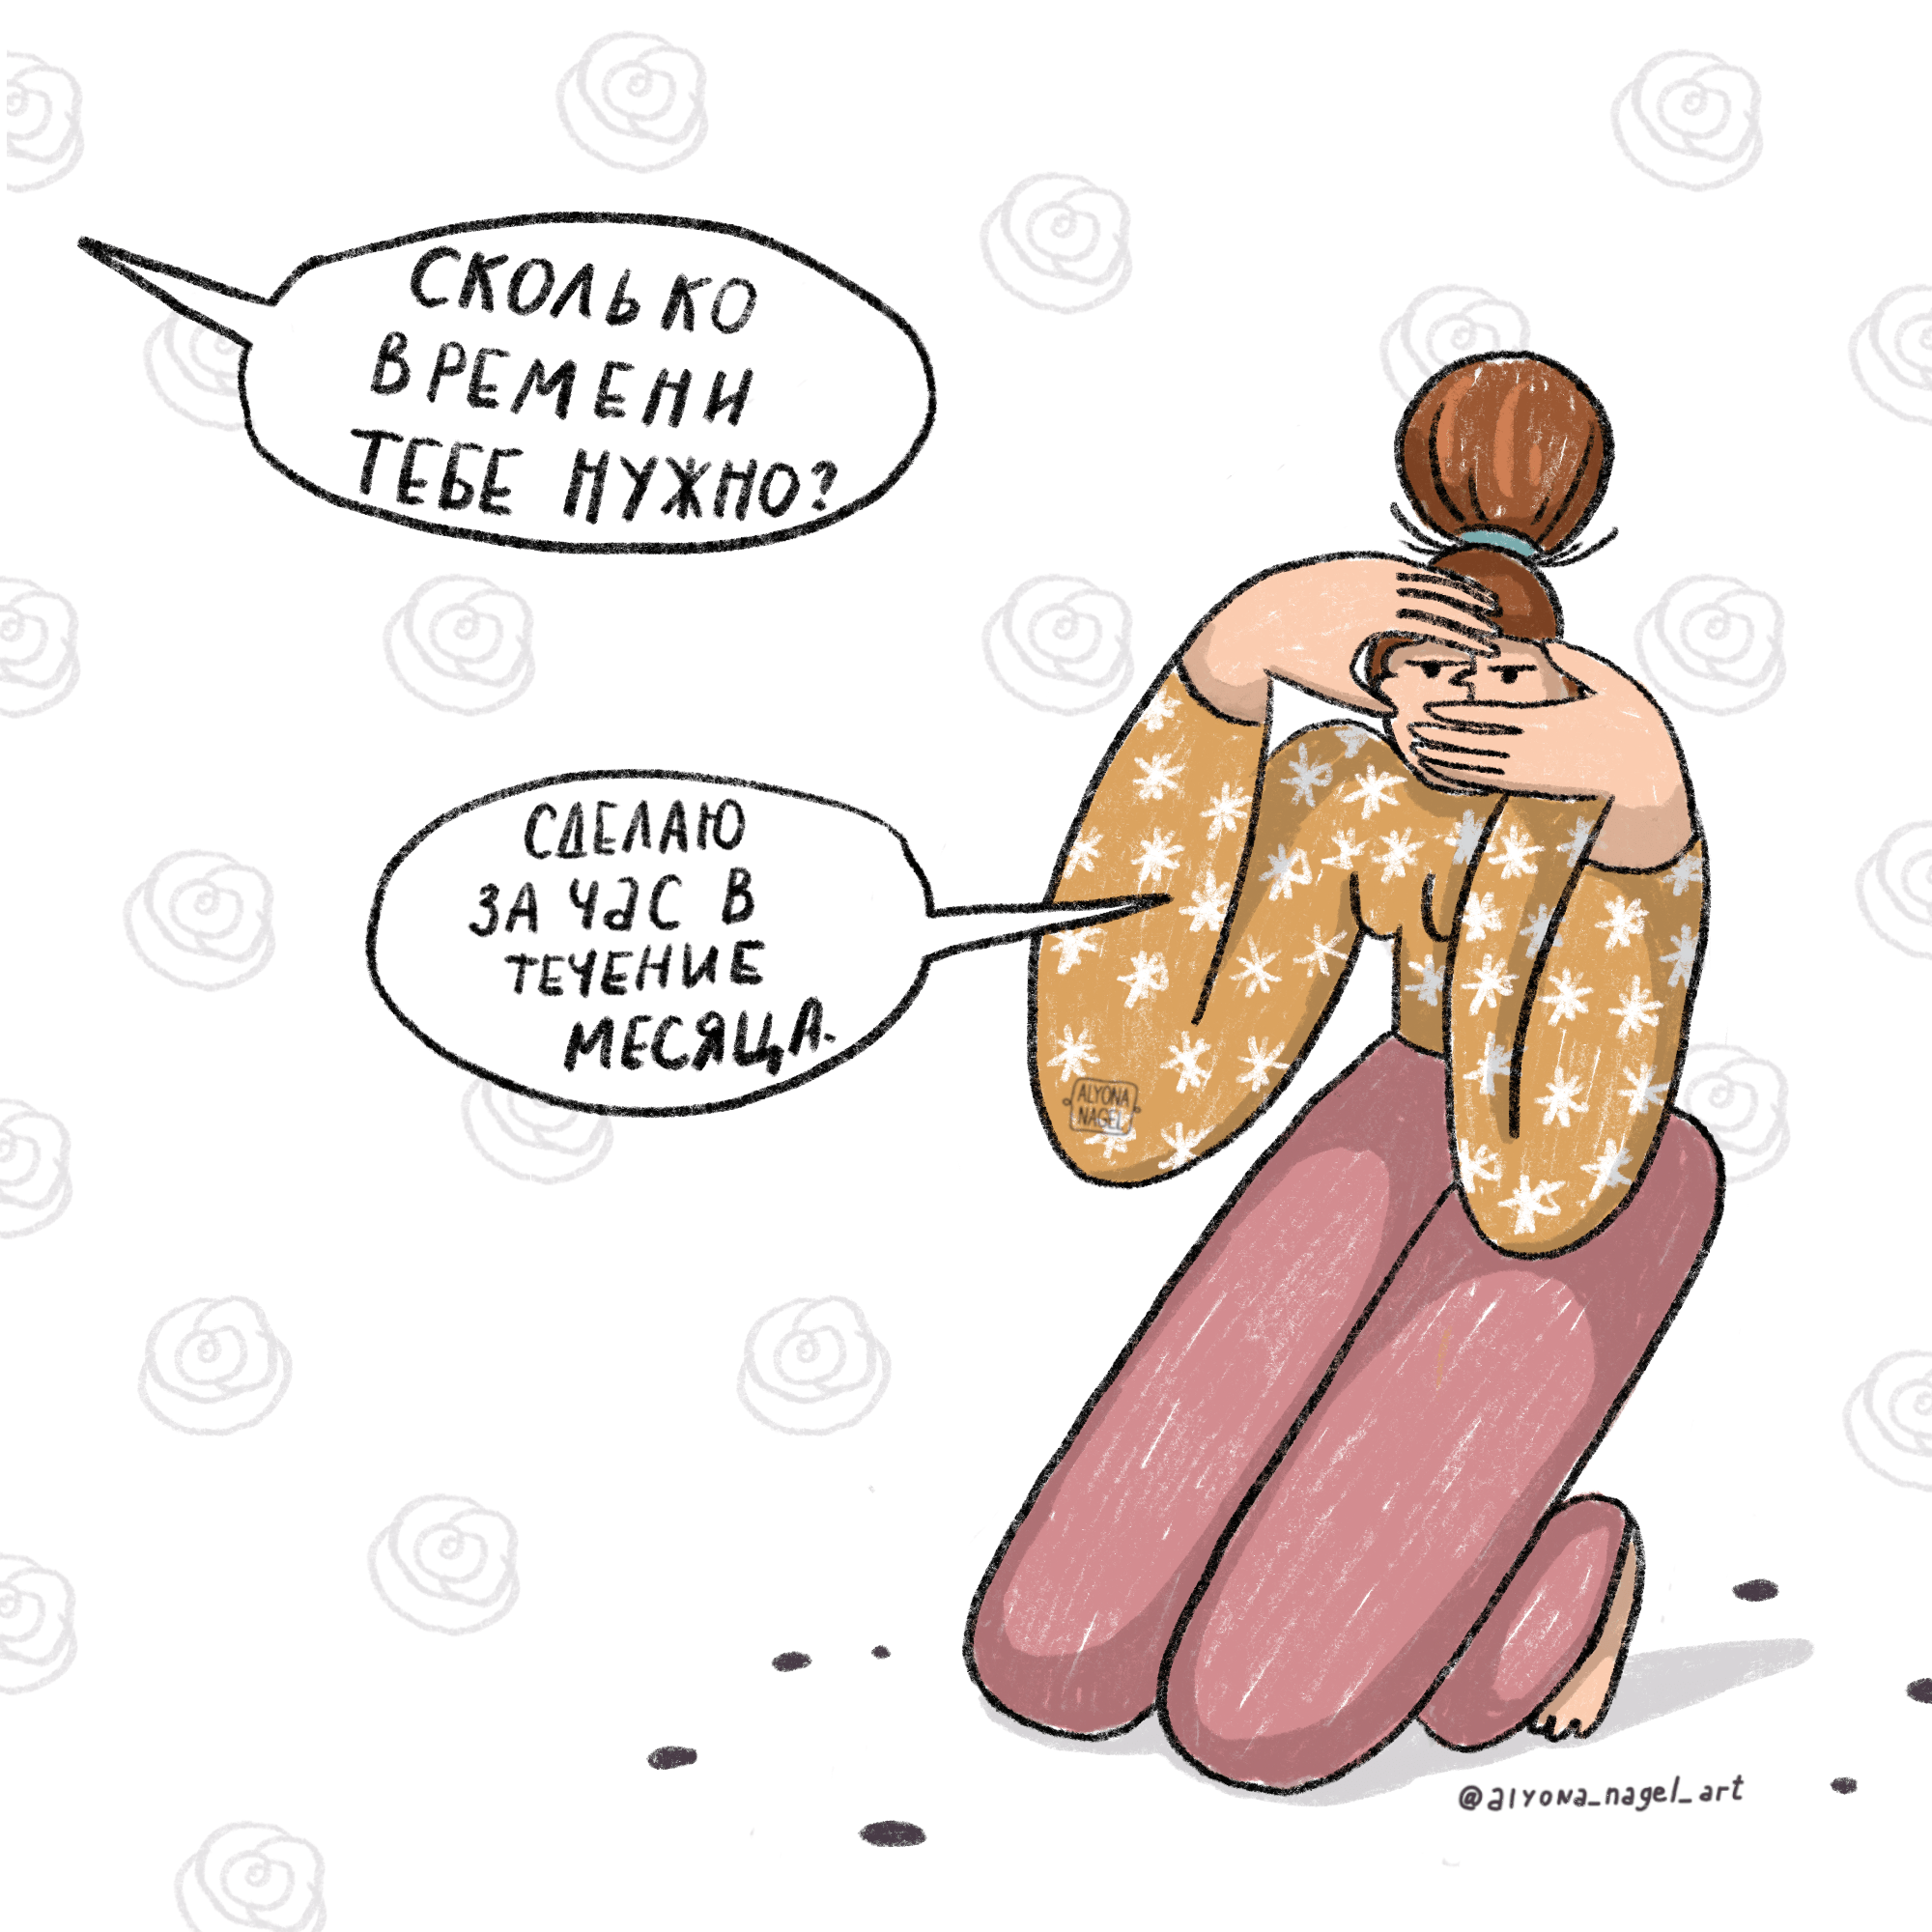 СКОЛЬКО
ВРЕМЕНИ
ТЕБЕ НУЖНО?
СДЕЛАЮ
ЗА ЧаС В
ТЕЧЕНИЕ
МЕСЯЦА.
ALYONA
NAGEL
@alyona_nagel_art